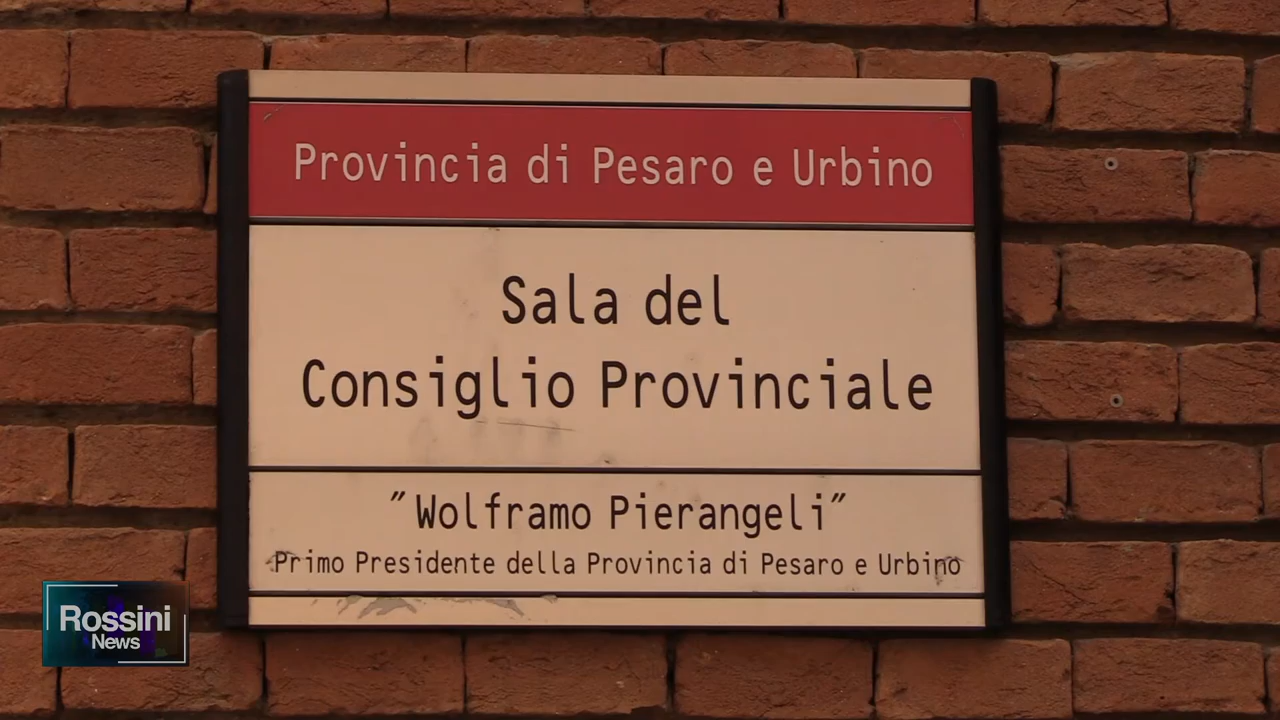 Provincia di Pesaro e Urbino
Sala del
Consiglio Provinciale
"Wolframo Pierangeli"
Primo Presidente della Provincia di Pesaro e Urbino
Rossini
News